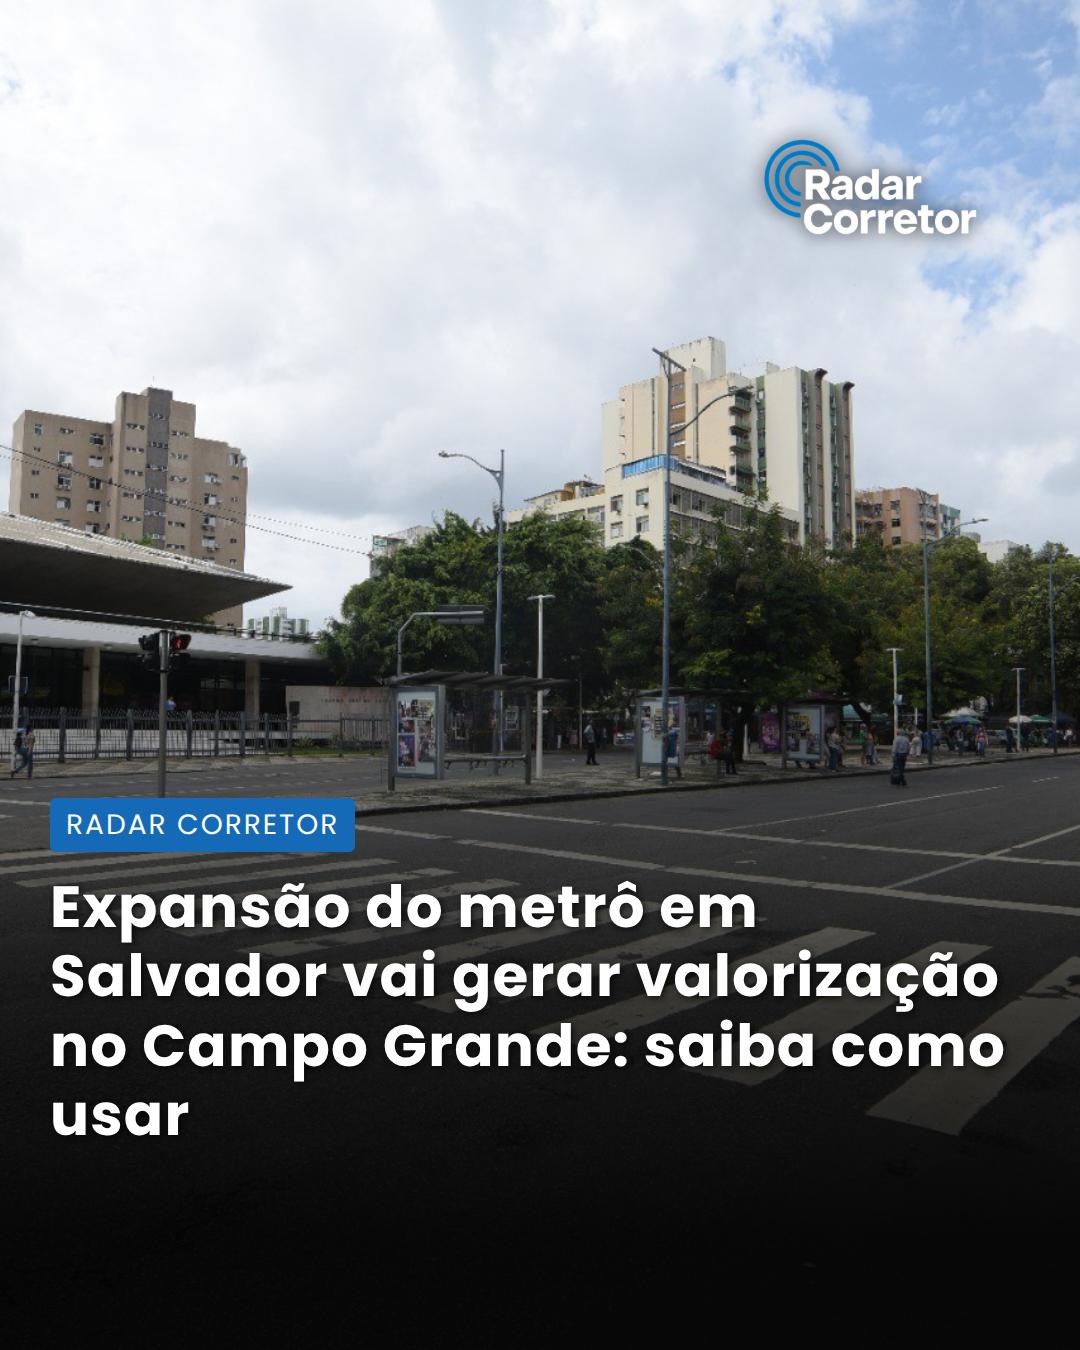 Radar
Corretor
RADAR CORRETOR
Expansão do metrô em
Salvador vai gerar valorização
no Campo Grande: saiba como
usar